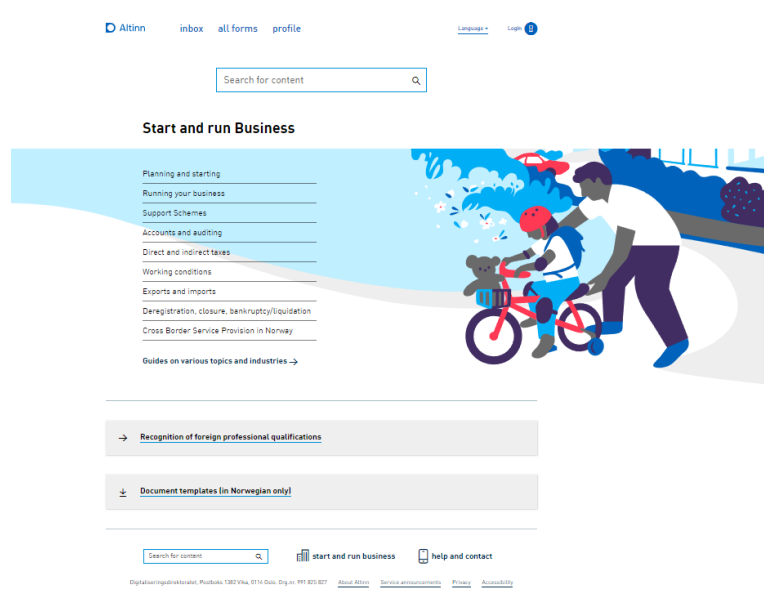 Altinn inbox all forms profile Language Login
Search for content
Start and run Business
Planning and starting
Running your business
Support Schemes
Accounts and auditing
Direct and indirect taxes
Working conditions
Exports and imports
Deregistration, closure, bankruptcy/liquidation
Cross Border Service Provision in Norway
Guides on various topics and industries →
→ Recognition of foreign professional qualifications
Document templates (in Norwegian only)
Search for content start and run business help and contact
Digitaliseringsdirektoratet, Postboks 1382 Vika, 0114 Oslo. Org.nr. 991 825 827 About Altinn Service announcements Privacy Accessibility